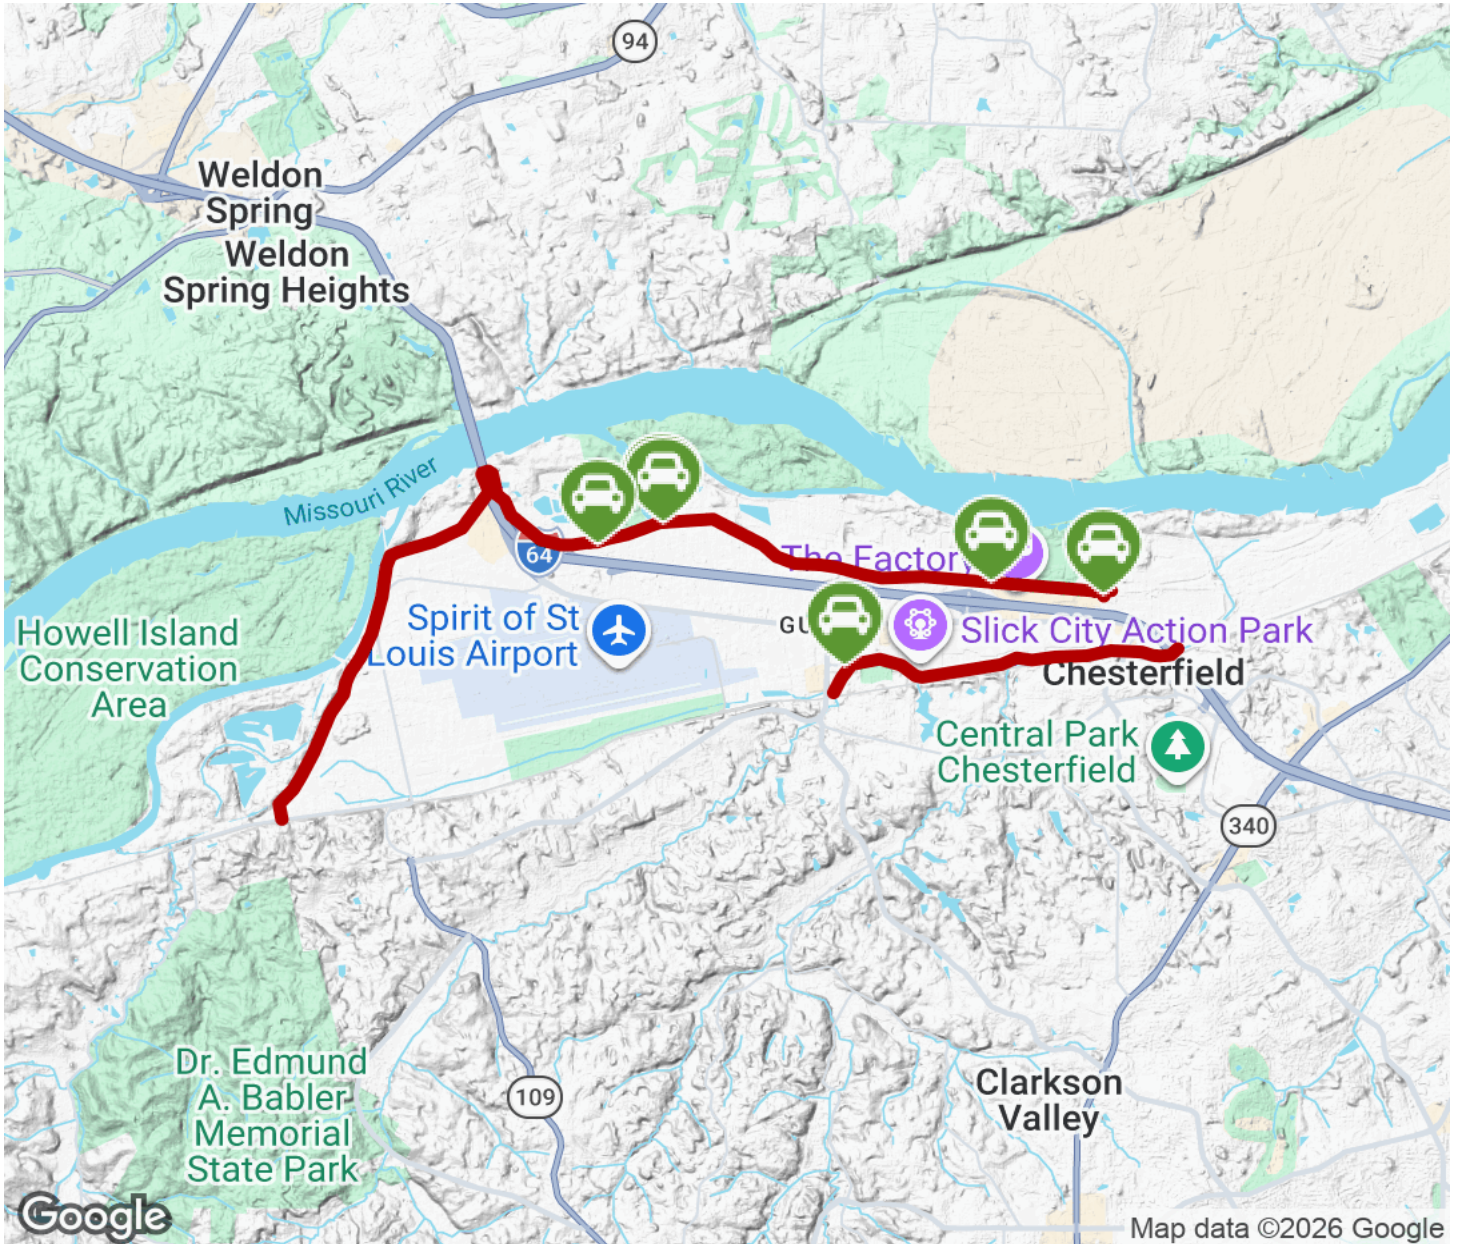 94
Weldon
Spring
Weldon
Spring Heights
Missouri River
64
The Factory
Spirit of St
Louis Airport
GU
Slick City Action Park
Chesterfield
Howell Island
Conservation
Area
Central Park
Chesterfield
340
Dr. Edmund
A. Babler
Memorial
State Park
109
Clarkson
Valley
Google
Map data ©2026 Google